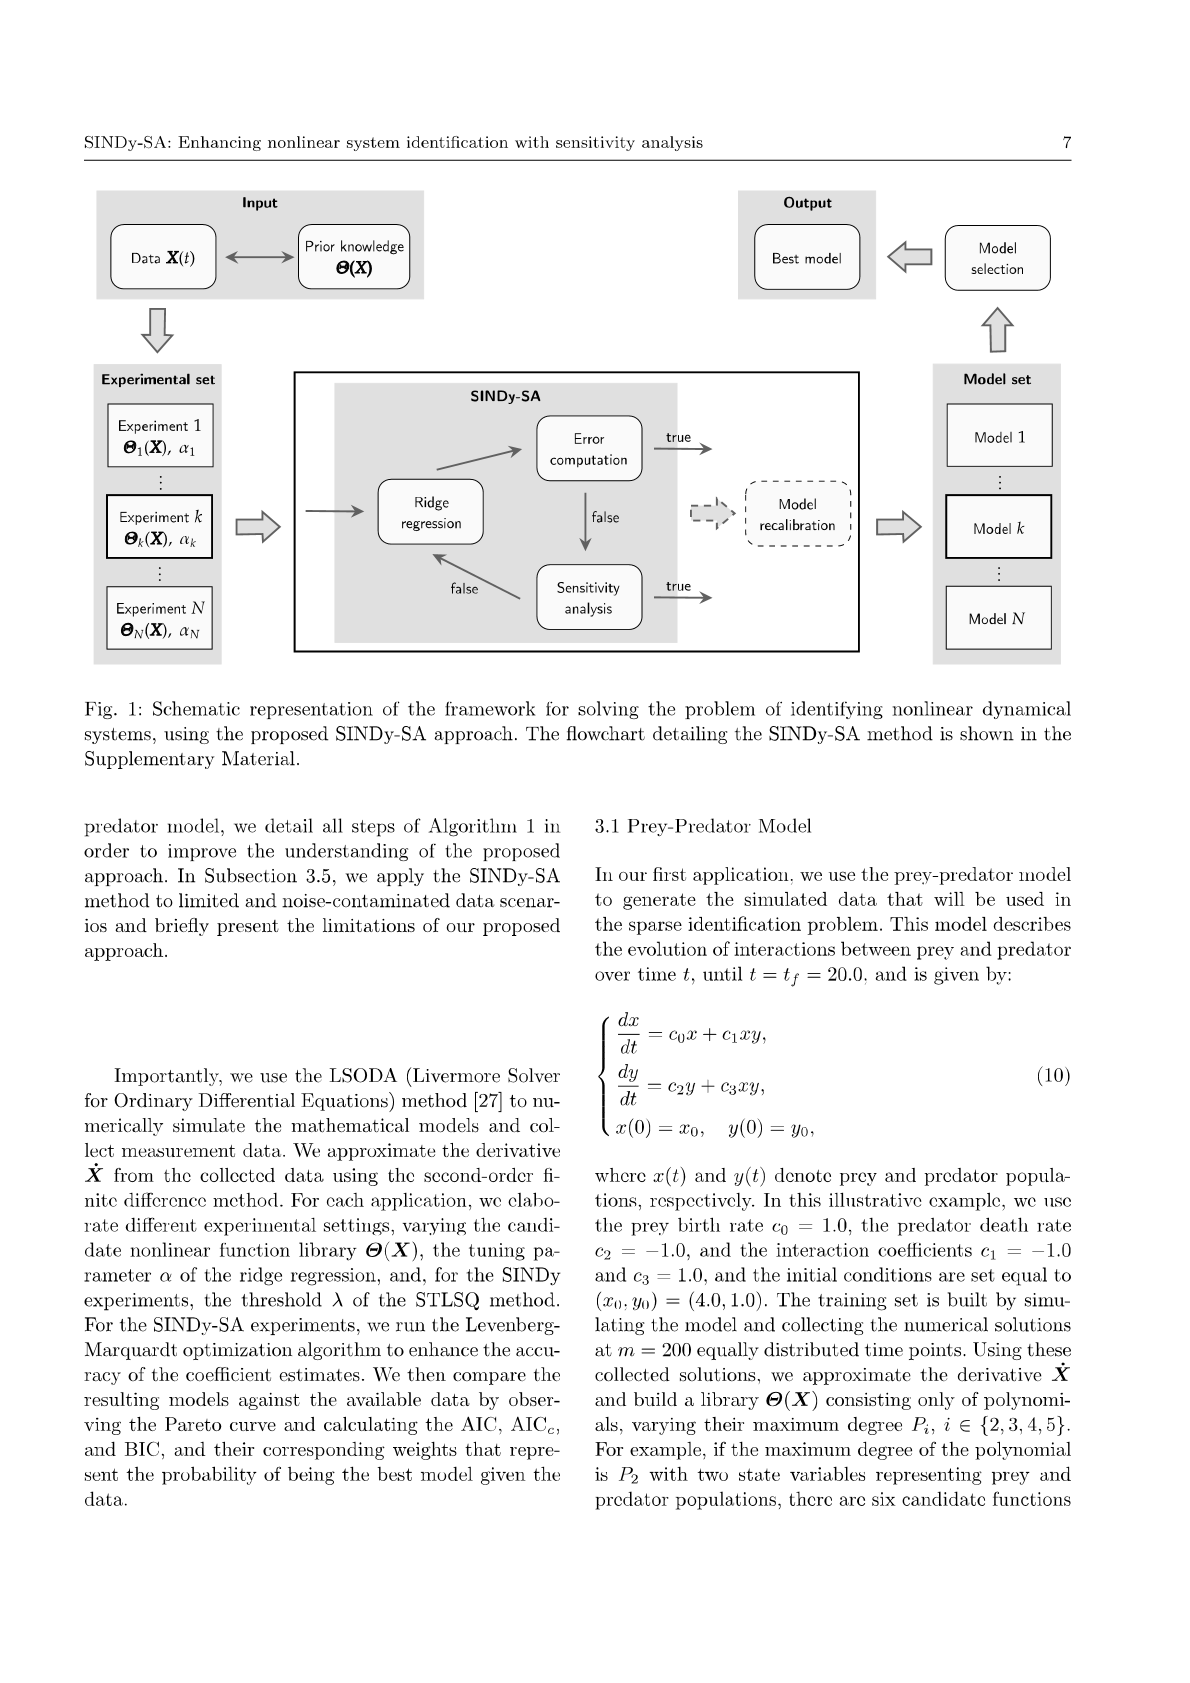 SINDy-SA: Enhancing nonlinear system identification with sensitivity analysis 7
Input
Data X(t)
Prior knowledge
Θ(X)
Output
Best model
Model
selection
Experimental set
Experiment 1
Θ₁(X), α₁
⋮
Experiment k
Θₖ(X), αₖ
⋮
Experiment N
Θ_N(X), α_N
SINDy-SA
Ridge
regression
Error
computation
true
false
Sensitivity
analysis
false
true
Model
recalibration
Model set
Model 1
⋮
Model k
⋮
Model N
Fig. 1: Schematic representation of the framework for solving the problem of identifying nonlinear dynamical
systems, using the proposed SINDy-SA approach. The flowchart detailing the SINDy-SA method is shown in the
Supplementary Material.
predator model, we detail all steps of Algorithm 1 in
order to improve the understanding of the proposed
approach. In Subsection 3.5, we apply the SINDy-SA
method to limited and noise-contaminated data scenar-
ios and briefly present the limitations of our proposed
approach.
Importantly, we use the LSODA (Livermore Solver
for Ordinary Differential Equations) method [27] to nu-
merically simulate the mathematical models and col-
lect measurement data. We approximate the derivative
Ẋ from the collected data using the second-order fi-
nite difference method. For each application, we elabo-
rate different experimental settings, varying the candi-
date nonlinear function library Θ(X), the tuning pa-
rameter α of the ridge regression, and, for the SINDy
experiments, the threshold λ of the STLSQ method.
For the SINDy-SA experiments, we run the Levenberg-
Marquardt optimization algorithm to enhance the accu-
racy of the coefficient estimates. We then compare the
resulting models against the available data by obser-
ving the Pareto curve and calculating the AIC, AIC_c,
and BIC, and their corresponding weights that repre-
sent the probability of being the best model given the
data.
3.1 Prey-Predator Model
In our first application, we use the prey-predator model
to generate the simulated data that will be used in
the sparse identification problem. This model describes
the evolution of interactions between prey and predator
over time t, until t = t_f = 20.0, and is given by:
dx/dt = c₀x + c₁xy,
dy/dt = c₂y + c₃xy, (10)
x(0) = x₀, y(0) = y₀,
where x(t) and y(t) denote prey and predator popula-
tions, respectively. In this illustrative example, we use
the prey birth rate c₀ = 1.0, the predator death rate
c₂ = −1.0, and the interaction coefficients c₁ = −1.0
and c₃ = 1.0, and the initial conditions are set equal to
(x₀, y₀) = (4.0, 1.0). The training set is built by simu-
lating the model and collecting the numerical solutions
at m = 200 equally distributed time points. Using these
collected solutions, we approximate the derivative Ẋ
and build a library Θ(X) consisting only of polynomi-
als, varying their maximum degree Pᵢ, i ∈ {2, 3, 4, 5}.
For example, if the maximum degree of the polynomial
is P₂ with two state variables representing prey and
predator populations, there are six candidate functions